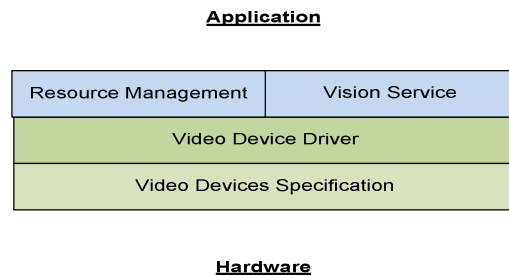 Application
Resource Management
Vision Service
Video Device Driver
Video Devices Specification
Hardware